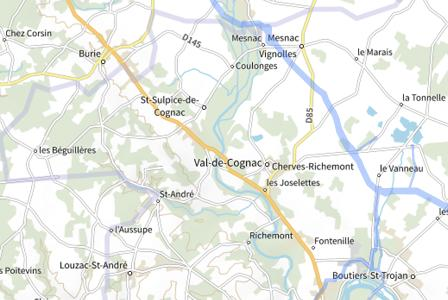 Chez Corsin
Burie
D145
Mesnac
Mesnac
Vignolles
Coulonges
le Marais
la Tonnelle
St-Sulpice-de-
Cognac
D85
les Béguillères
Val-de-Cognac
Cherves-Richemont
les Joselettes
le Vanneau
St-André
l'Aussupe
Richemont
Fontenille
les
s Poitevins
Louzac-St-André
Boutiers St-Trojan